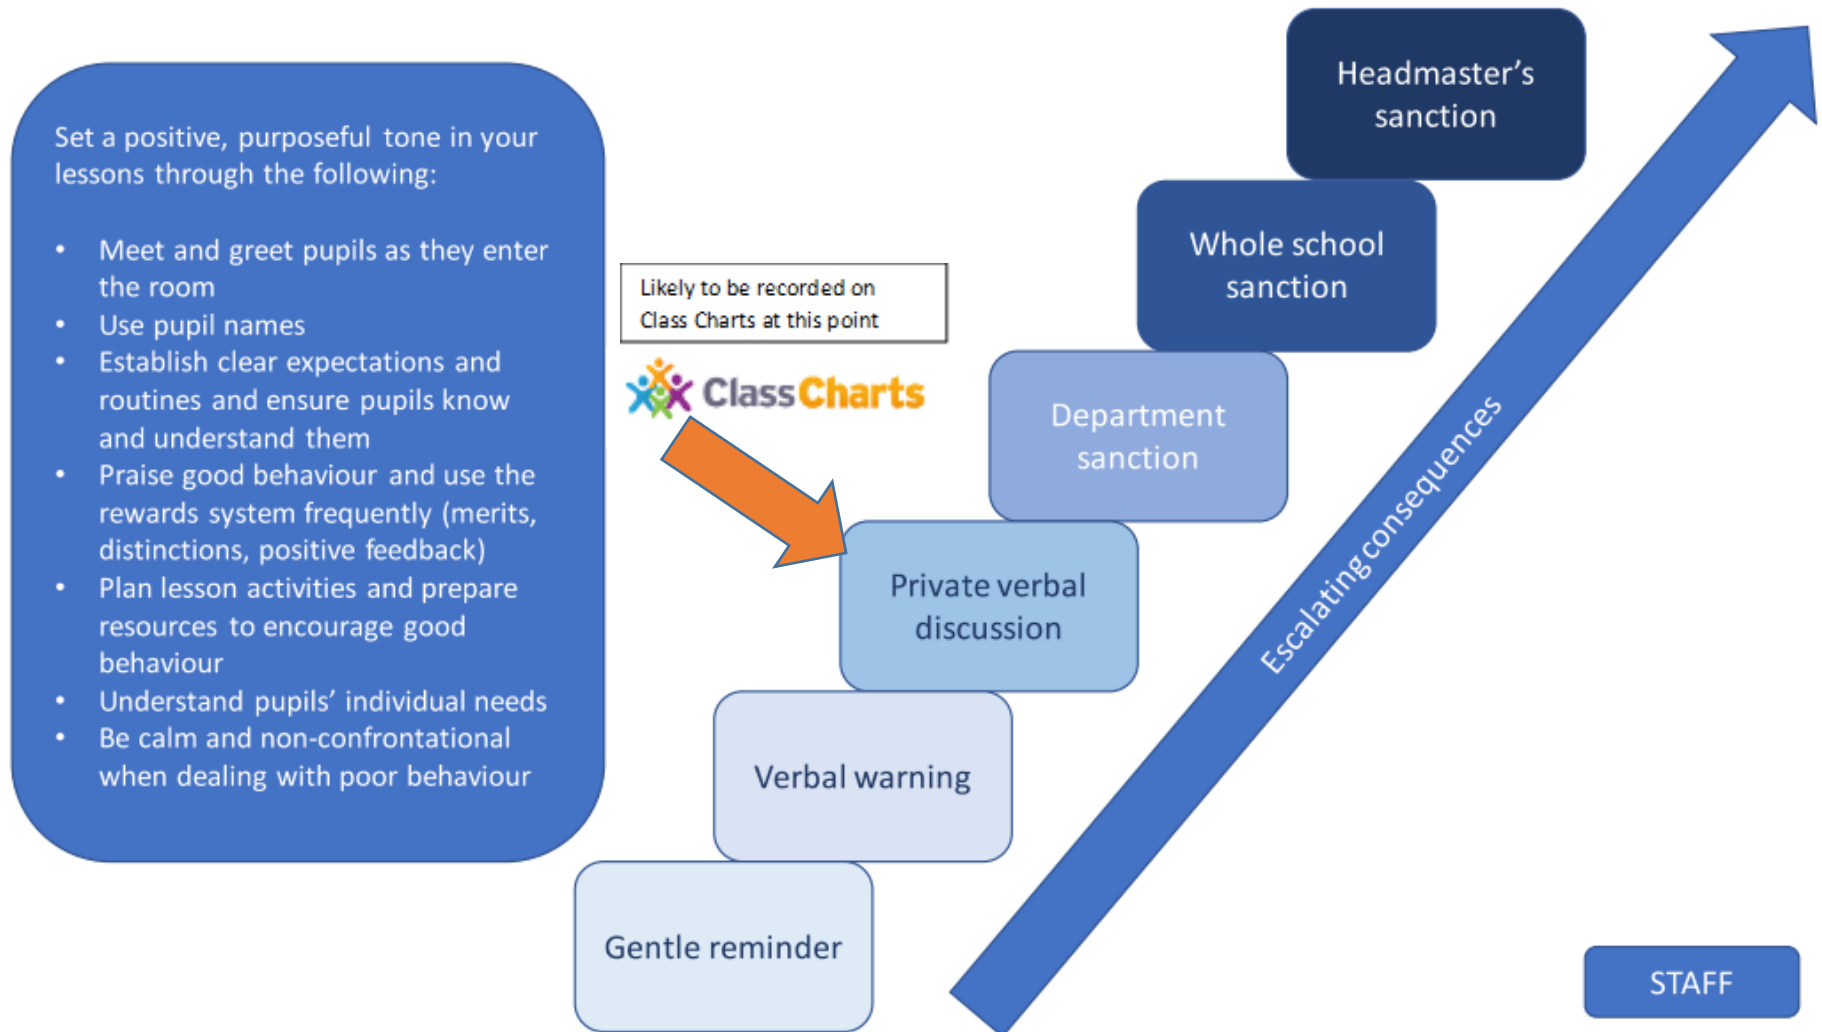 Set a positive, purposeful tone in your
lessons through the following:
• Meet and greet pupils as they enter
the room
• Use pupil names
• Establish clear expectations and
routines and ensure pupils know
and understand them
• Praise good behaviour and use the
rewards system frequently (merits,
distinctions, positive feedback)
• Plan lesson activities and prepare
resources to encourage good
behaviour
• Understand pupils’ individual needs
• Be calm and non-confrontational
when dealing with poor behaviour
Likely to be recorded on
Class Charts at this point
ClassCharts
Headmaster’s
sanction
Whole school
sanction
Department
sanction
Private verbal
discussion
Verbal warning
Gentle reminder
Escalating consequences
STAFF